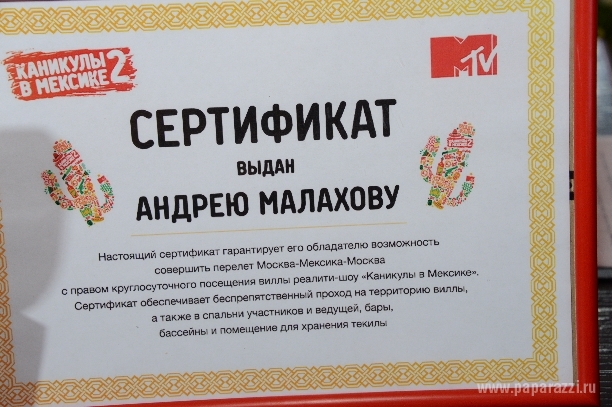 КАНИКУЛЫ 2
В МЕКСИКЕ
MTV
СЕРТИФИКАТ
ВЫДАН
АНДРЕЮ МАЛАХОВУ
Настоящий сертификат гарантирует его обладателю возможность
совершить перелет Москва-Мексика-Москва
с правом круглосуточного посещения виллы реалити-шоу «Каникулы в Мексике».
Сертификат обеспечивает беспрепятственный проход на территорию виллы,
а также в спальни участников и ведущей, бары,
бассейны и помещение для хранения текилы
www.paparazzi.ru